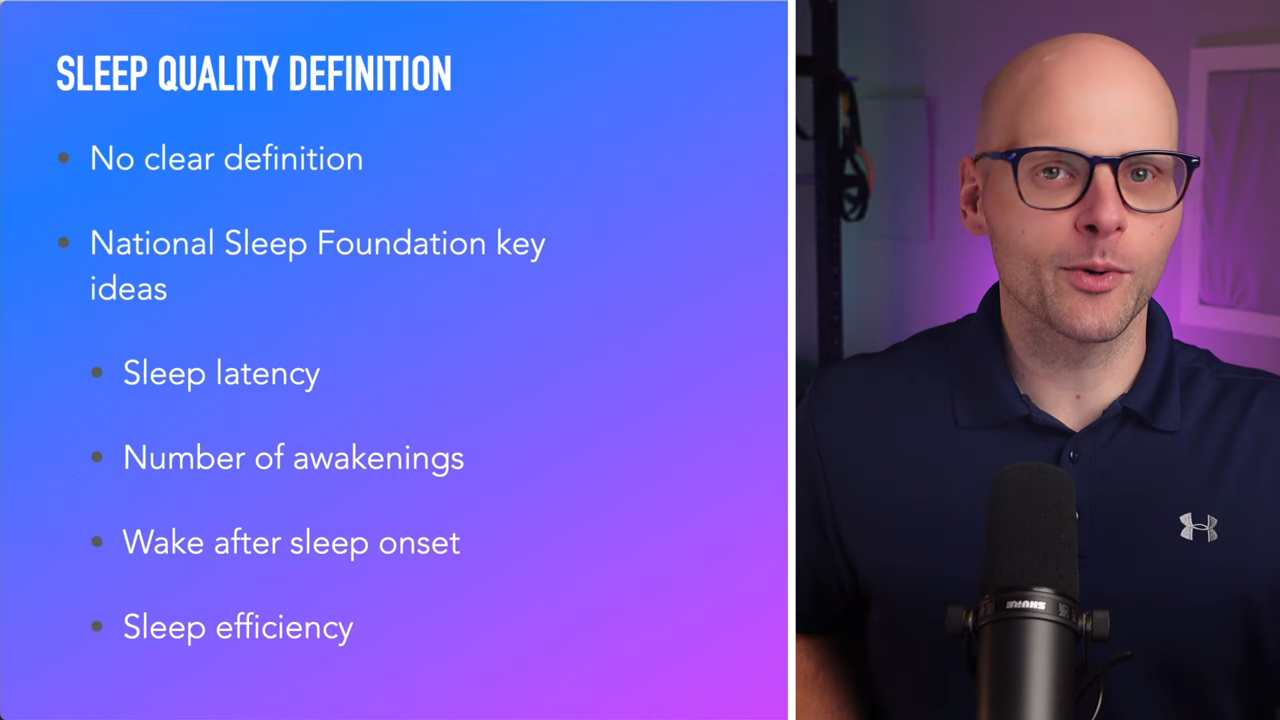 SLEEP QUALITY DEFINITION
• No clear definition
• National Sleep Foundation key
ideas
• Sleep latency
• Number of awakenings
• Wake after sleep onset
• Sleep efficiency
SHURE